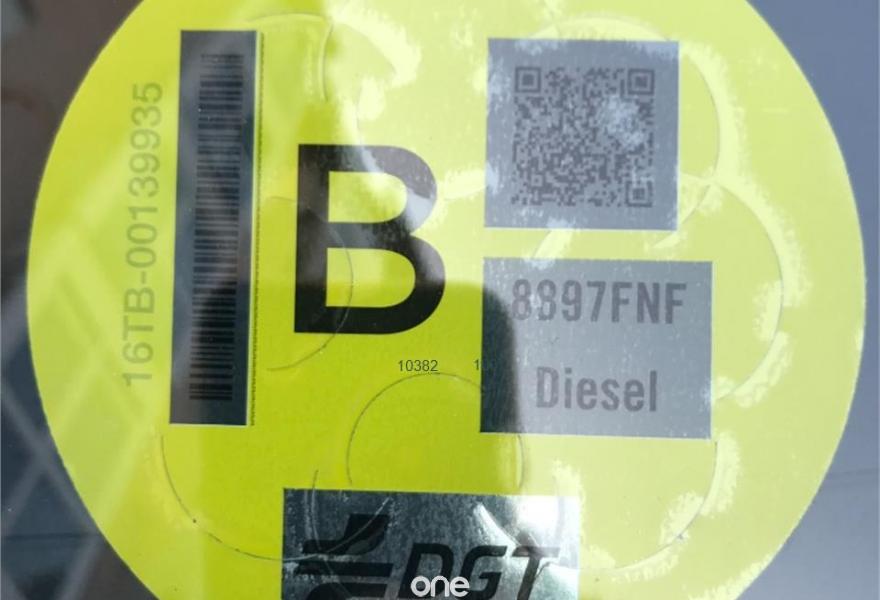 16TB-00139935
B
8897FNF
Diesel
10382
DGT
one